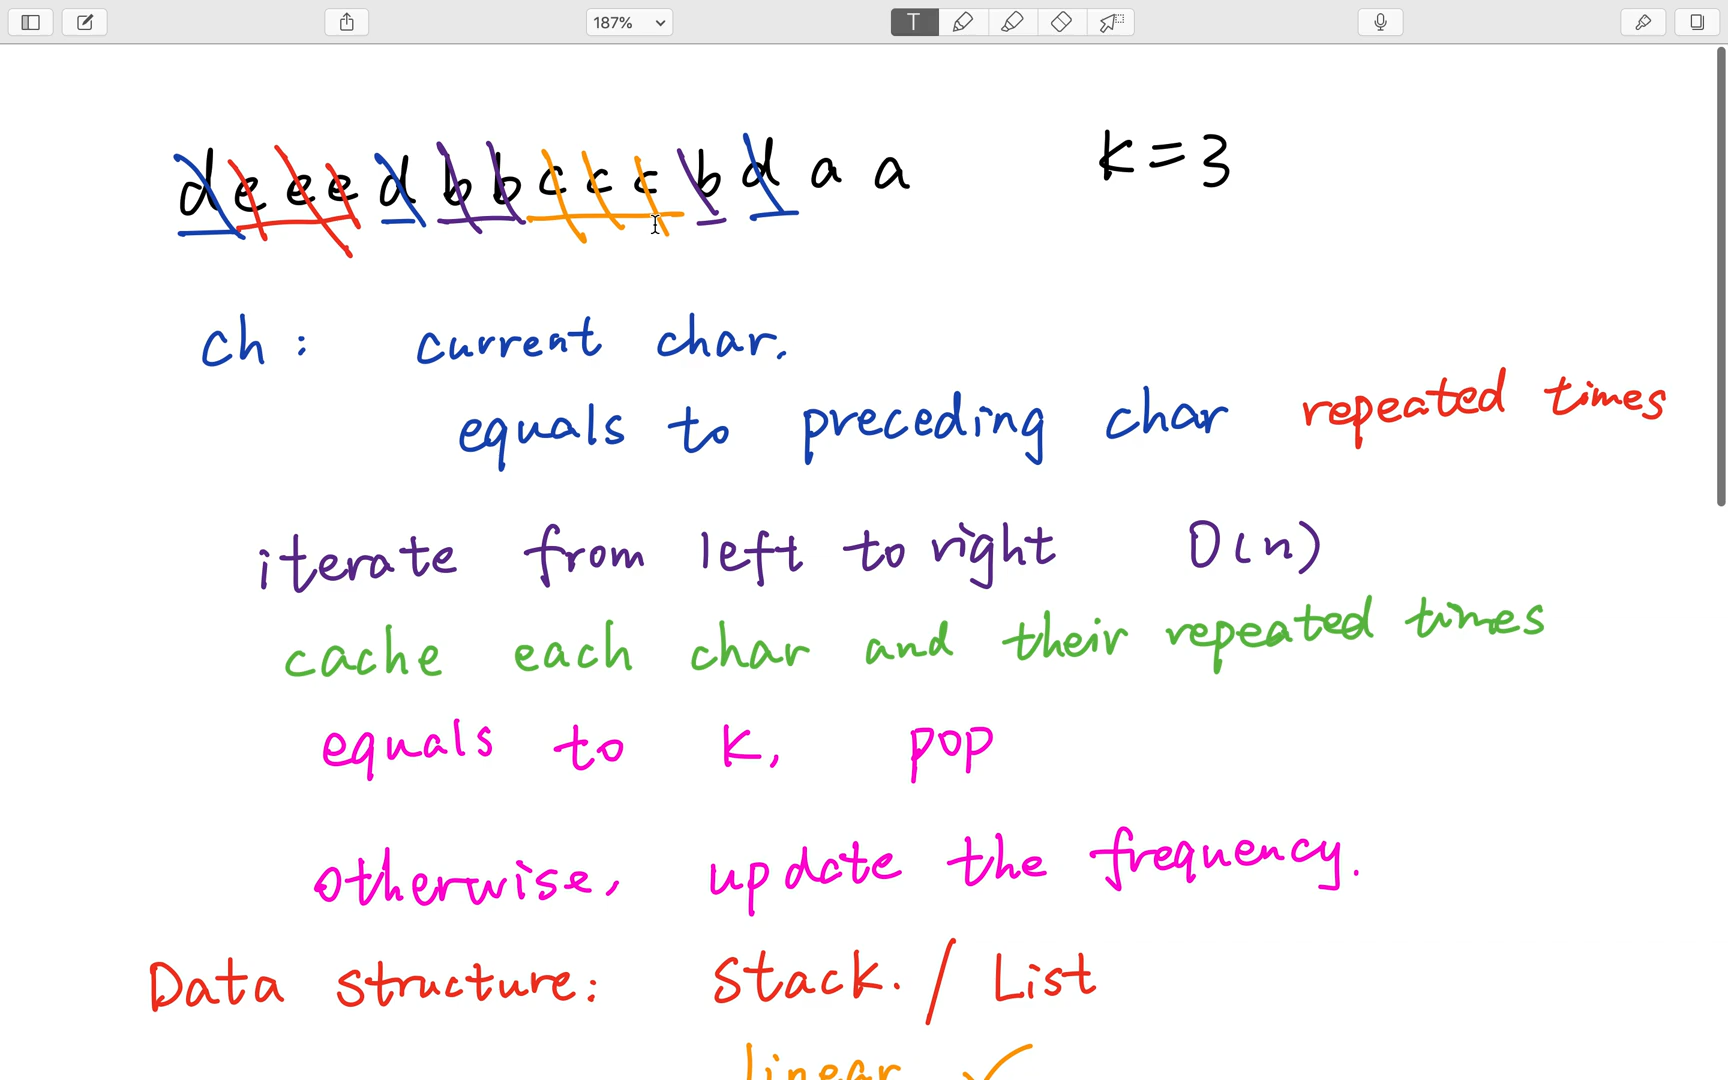 187%
T
d e e e d b b c c c b d a a k=3
ch: current char.
equals to preceding char repeated times
iterate from left to right O(n)
cache each char and their repeated times
equals to k, pop
otherwise, update the frequency.
Data structure: Stack. / List
linear ✓